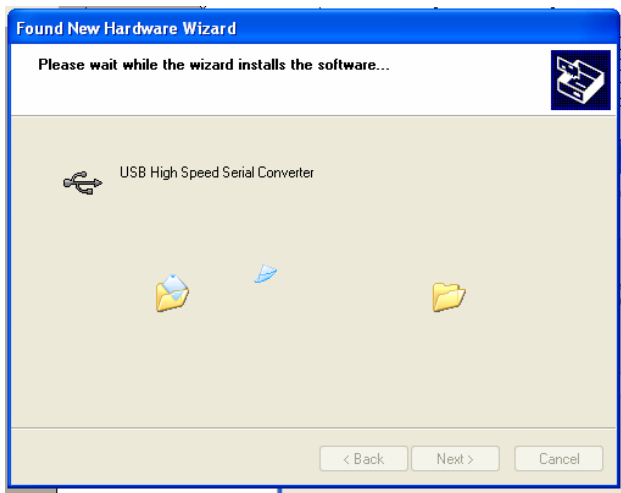 Found New Hardware Wizard
Please wait while the wizard installs the software...
USB High Speed Serial Converter
< Back Next > Cancel